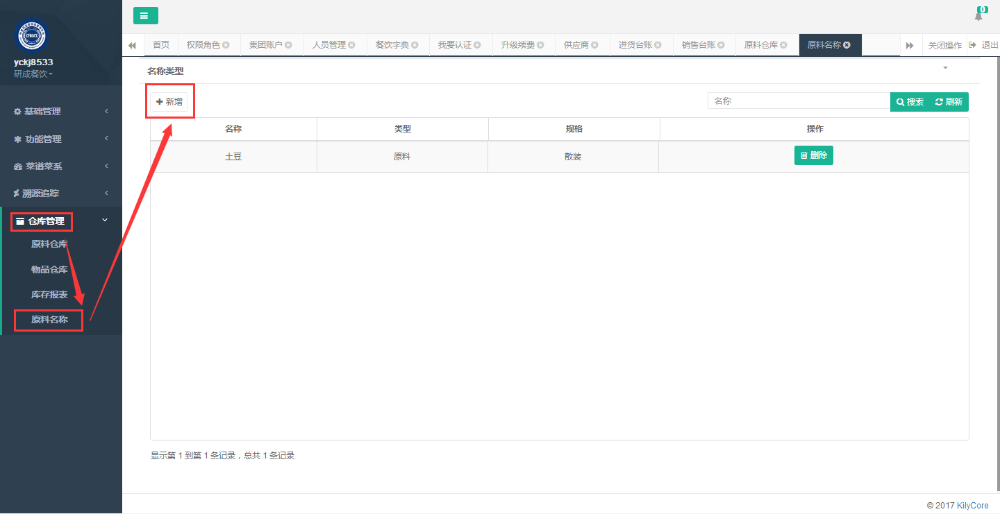 0
首页 权限角色 集团账户 人员管理 餐饮字典 我要认证 升级续费 供应商 进货台账 销售台账 原料仓库 原料名称 关闭操作 退出
yckj8533
研成餐饮
基础管理
功能管理
菜谱菜系
溯源追踪
仓库管理
原料仓库
物品仓库
库存报表
原料名称
名称类型
新增 名称 搜索 刷新
名称 类型 规格 操作
土豆 原料 散装 删除
显示第 1 到第 1 条记录，总共 1 条记录
© 2017 KilyCore